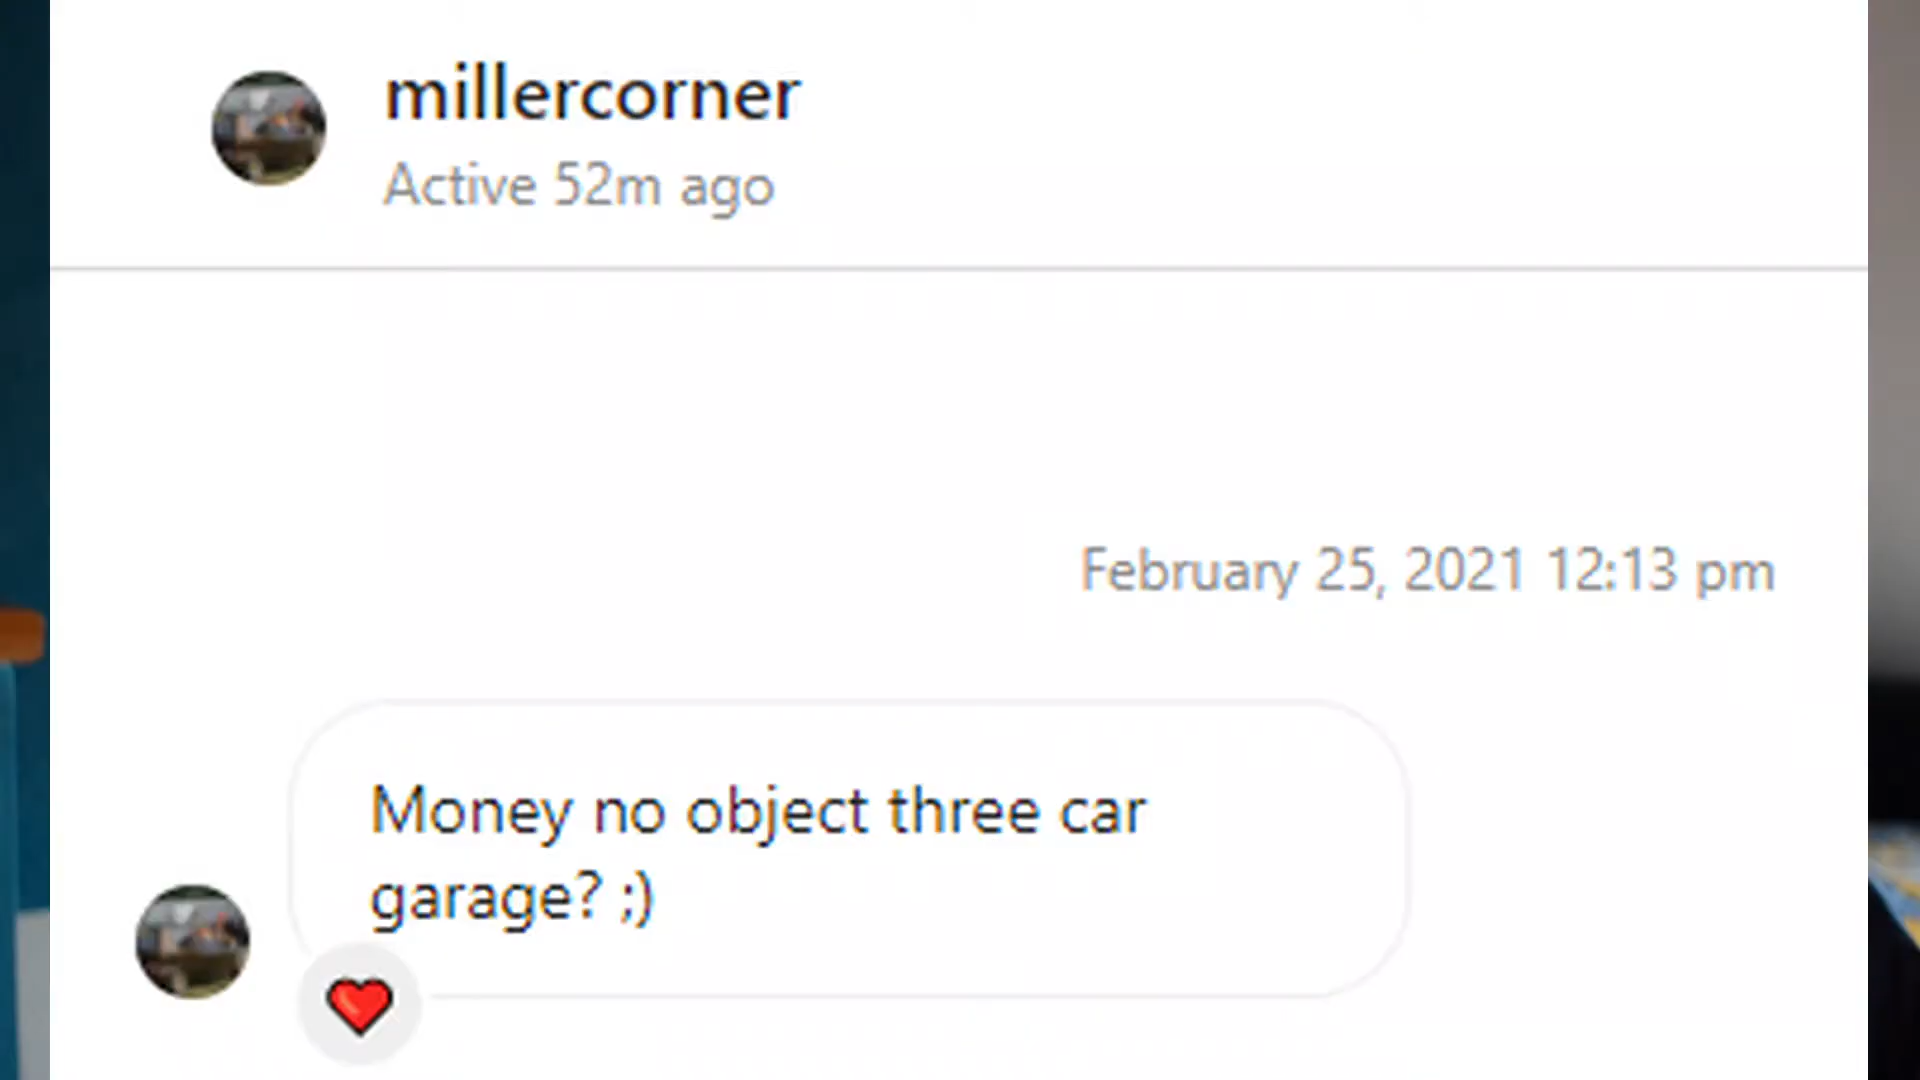 millercorner
Active 52m ago
February 25, 2021 12:13 pm
Money no object three car
garage? ;)